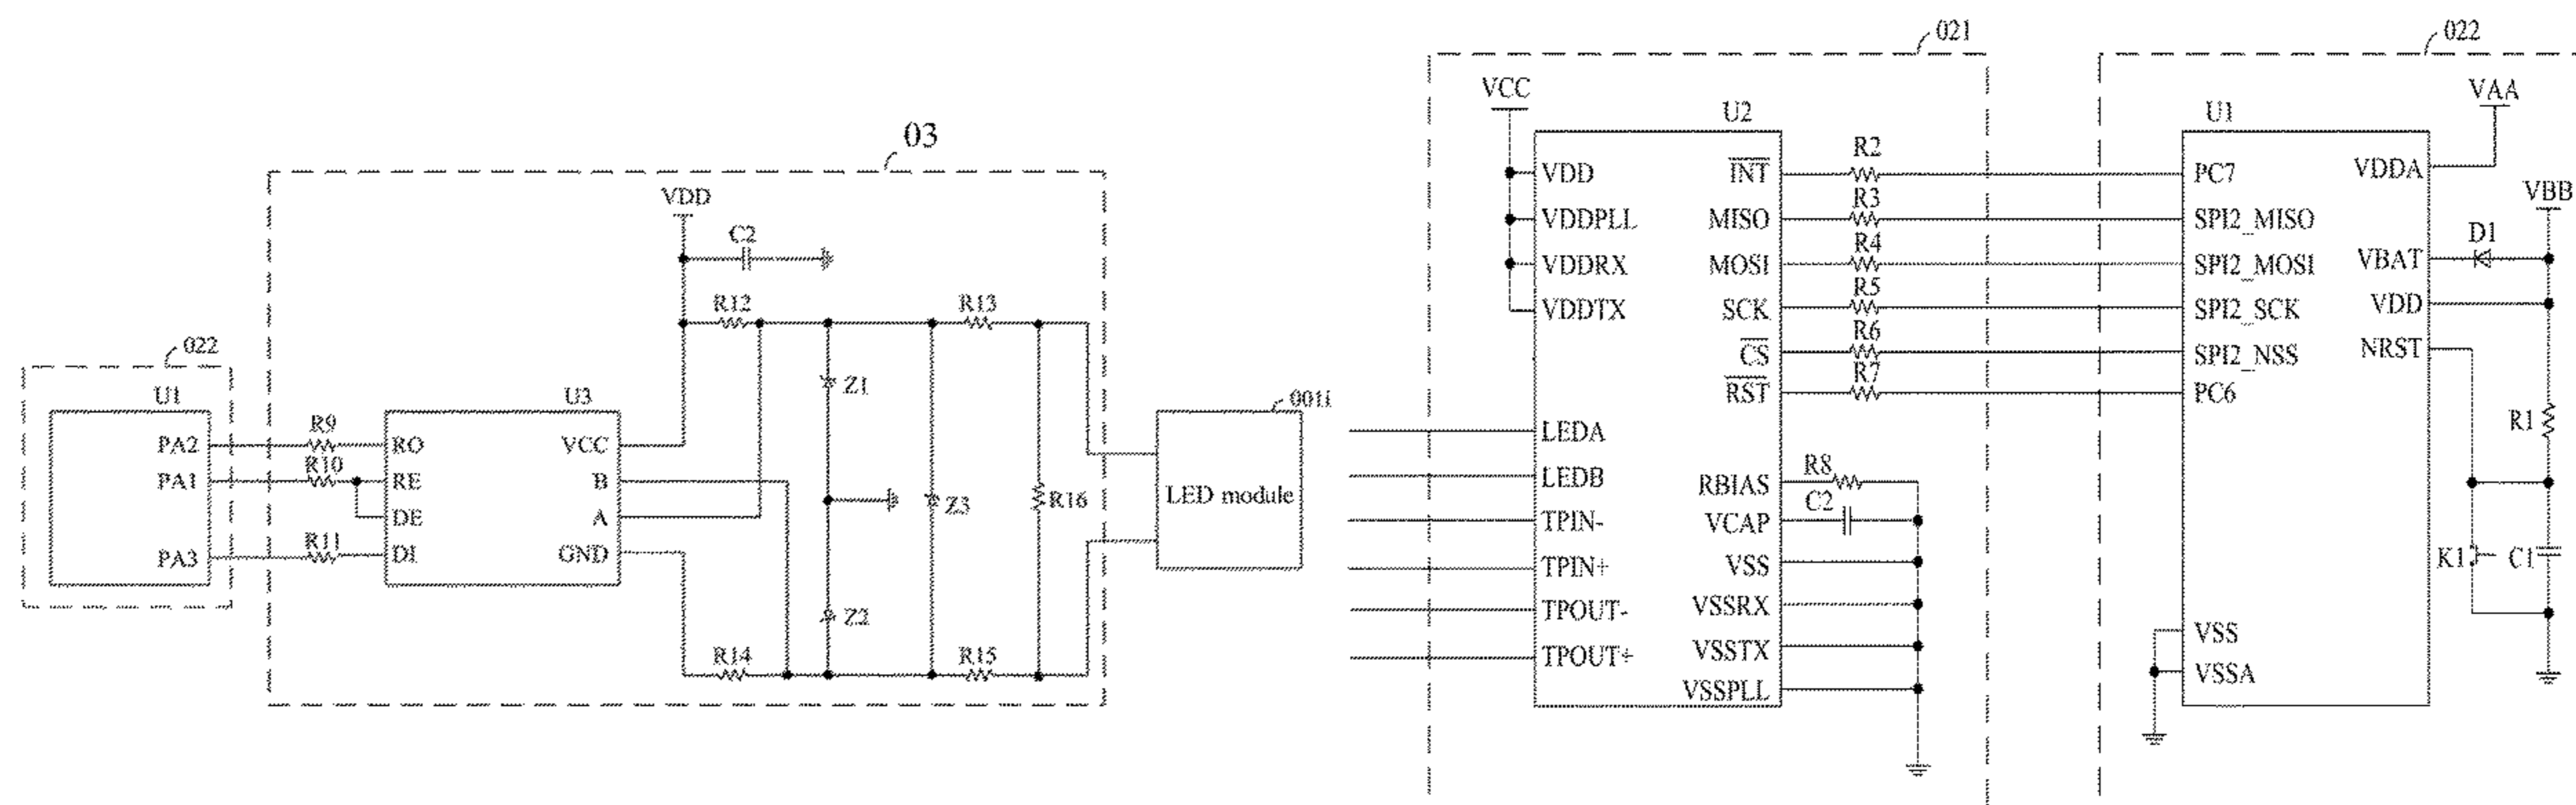 03
VDD
C2
R12
R13
022
U1
PA2
PA1
PA3
R9
R10
R11
U3
RO
RE
DE
DI
VCC
B
A
GND
Z1
Z2
Z3
R14
R15
R16
001i
LED module
021
VCC
U2
VDD
VDDPLL
VDDRX
VDDTX
LEDA
LEDB
TPIN-
TPIN+
TPOUT-
TPOUT+
INT
MISO
MOSI
SCK
CS
RST
RBIAS
VCAP
VSS
VSSRX
VSSTX
VSSPLL
R2
R3
R4
R5
R6
R7
R8
C2
022
U1
PC7
SPI2_MISO
SPI2_MOSI
SPI2_SCK
SPI2_NSS
PC6
VSS
VSSA
VDDA
VBAT
VDD
NRST
VAA
VBB
D1
R1
K1
C1